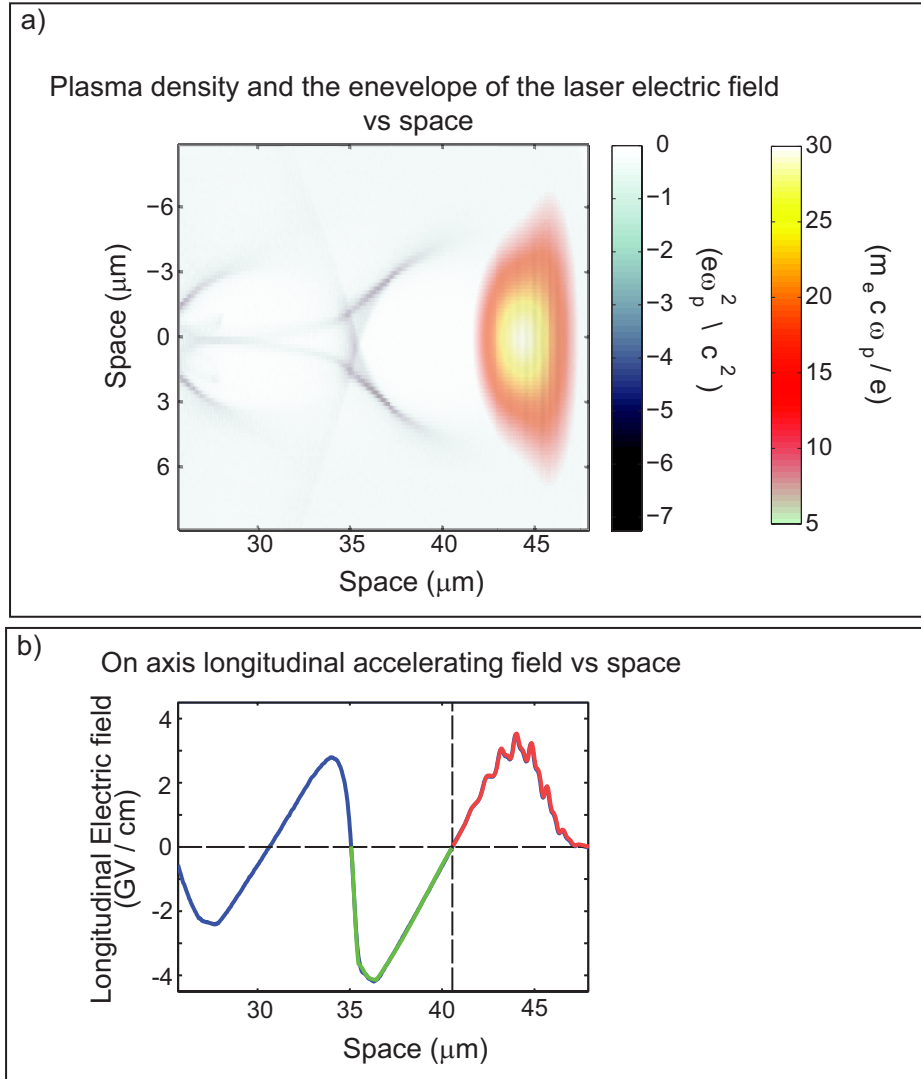 a)
Plasma density and the enevelope of the laser electric field
vs space
Space (μm)
−6
−3
0
3
6
30
35
40
45
Space (μm)
0
−1
−2
−3
−4
−5
−6
−7
(eω_p^2 \ c^2)
30
25
20
15
10
5
(m_e c ω_p / e)
b)
On axis longitudinal accelerating field vs space
Longitudinal Electric field
(GV / cm)
4
2
0
-2
-4
30
35
40
45
Space (μm)